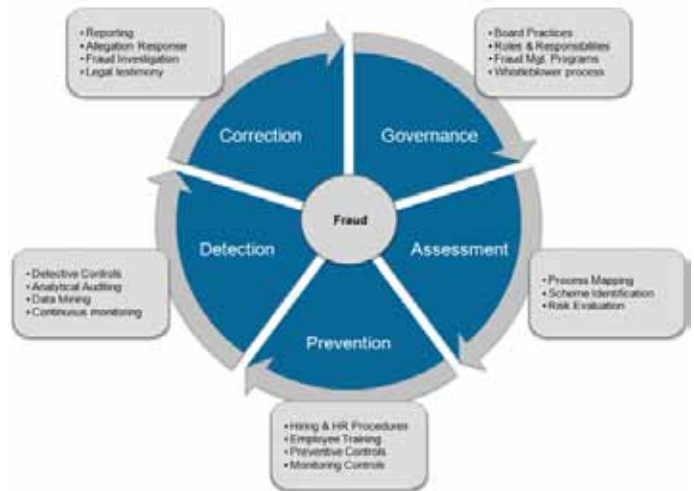 • Reporting
• Allegation Response
• Fraud Investigation
• Legal testimony
• Board Practices
• Roles & Responsibilities
• Fraud Mgt. Programs
• Whistleblower process
Correction
Governance
Fraud
Detection
Assessment
• Detective Controls
• Analytical Auditing
• Data Mining
• Continuous monitoring
• Process Mapping
• Scheme Identification
• Risk Evaluation
Prevention
• Hiring & HR Procedures
• Employee Training
• Preventive Controls
• Monitoring Controls